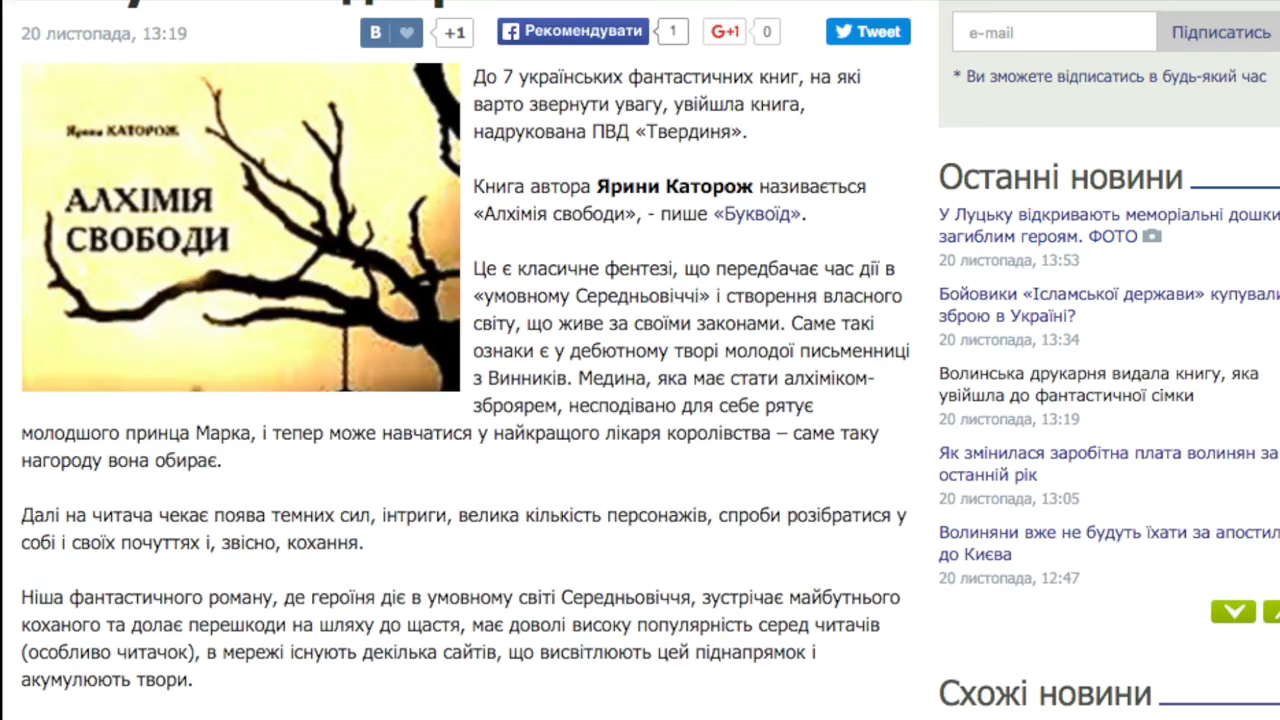 20 листопада, 13:19
B
+1
Рекомендувати
1
G+1
0
Tweet
Ярина КАТОРОЖ
АЛХІМІЯ
СВОБОДИ
До 7 українських фантастичних книг, на які
варто звернути увагу, увійшла книга,
надрукована ПВД «Твердиня».
Книга автора Ярини Каторож називається
«Алхімія свободи», - пише «Буквоїд».
Це є класичне фентезі, що передбачає час дії в
«умовному Середньовіччі» і створення власного
світу, що живе за своїми законами. Саме такі
ознаки є у дебютному творі молодої письменниці
з Винників. Медина, яка має стати алхіміком-
зброярем, несподівано для себе рятує
молодшого принца Марка, і тепер може навчатися у найкращого лікаря королівства – саме таку
нагороду вона обирає.
Далі на читача чекає поява темних сил, інтриги, велика кількість персонажів, спроби розібратися у
собі і своїх почуттях і, звісно, кохання.
Ніша фантастичного роману, де героїня діє в умовному світі Середньовіччя, зустрічає майбутнього
коханого та долає перешкоди на шляху до щастя, має доволі високу популярність серед читачів
(особливо читачок), в мережі існують декілька сайтів, що висвітлюють цей піднапрямок і
акумулюють твори.
e-mail
Підписатись
* Ви зможете відписатись в будь-який час
Останні новини
У Луцьку відкривають меморіальні дошки
загиблим героям. ФОТО
20 листопада, 13:53
Бойовики «Ісламської держави» купували
зброю в Україні?
20 листопада, 13:34
Волинська друкарня видала книгу, яка
увійшла до фантастичної сімки
20 листопада, 13:19
Як змінилася заробітна плата волинян за
останній рік
20 листопада, 13:05
Волиняни вже не будуть їхати за апостил
до Києва
20 листопада, 12:47
Схожі новини